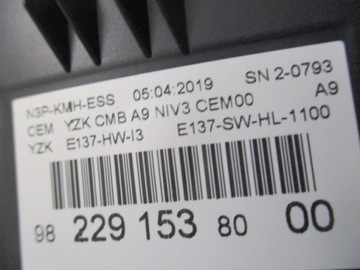 N3P-KMH-ESS 05:04:2019 SN 2-0793
CEM YZK CMB A9 NIV3 CEM00 A9
YZK E137-HW-I3 E137-SW-HL-1100
98 229 153 80 00